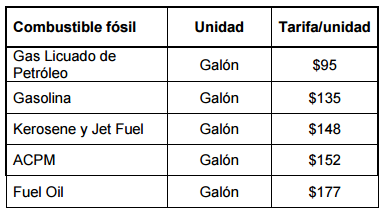 Combustible fósil Unidad Tarifa/unidad
Gas Licuado de
Petróleo Galón $95
Gasolina Galón $135
Kerosene y Jet Fuel Galón $148
ACPM Galón $152
Fuel Oil Galón $177